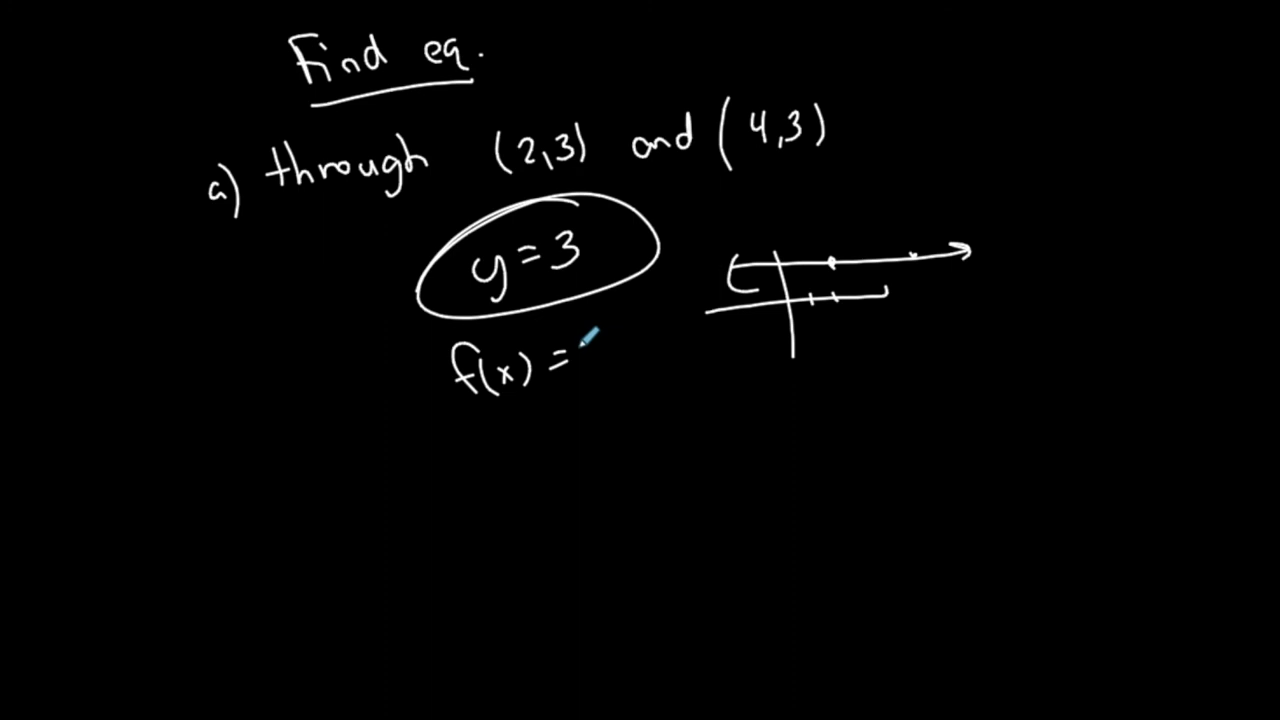 Find eq.
a) through (2,3) and (4,3)
y=3
f(x) =